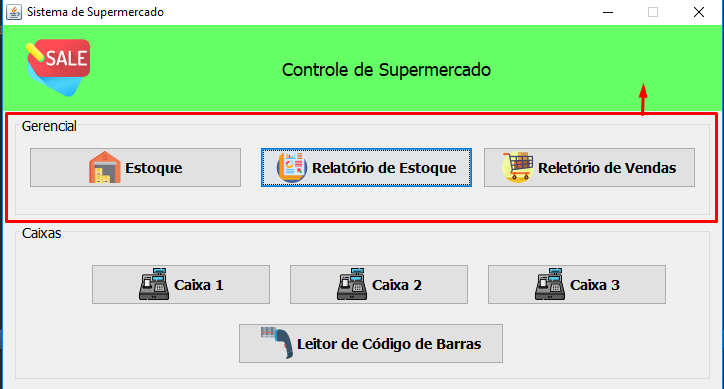 Sistema de Supermercado
SALE
Controle de Supermercado
Gerencial
Estoque
Relatório de Estoque
Reletório de Vendas
Caixas
Caixa 1
Caixa 2
Caixa 3
Leitor de Código de Barras